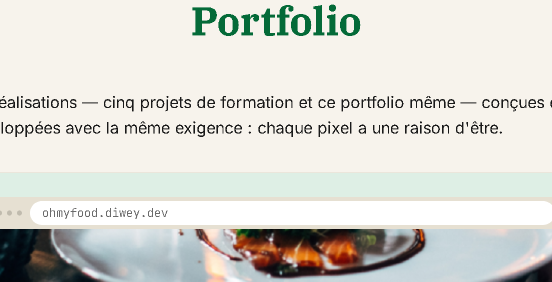 Portfolio
éalisations — cinq projets de formation et ce portfolio même — conçues
loppées avec la même exigence : chaque pixel a une raison d'être.
ohmyfood.diwey.dev